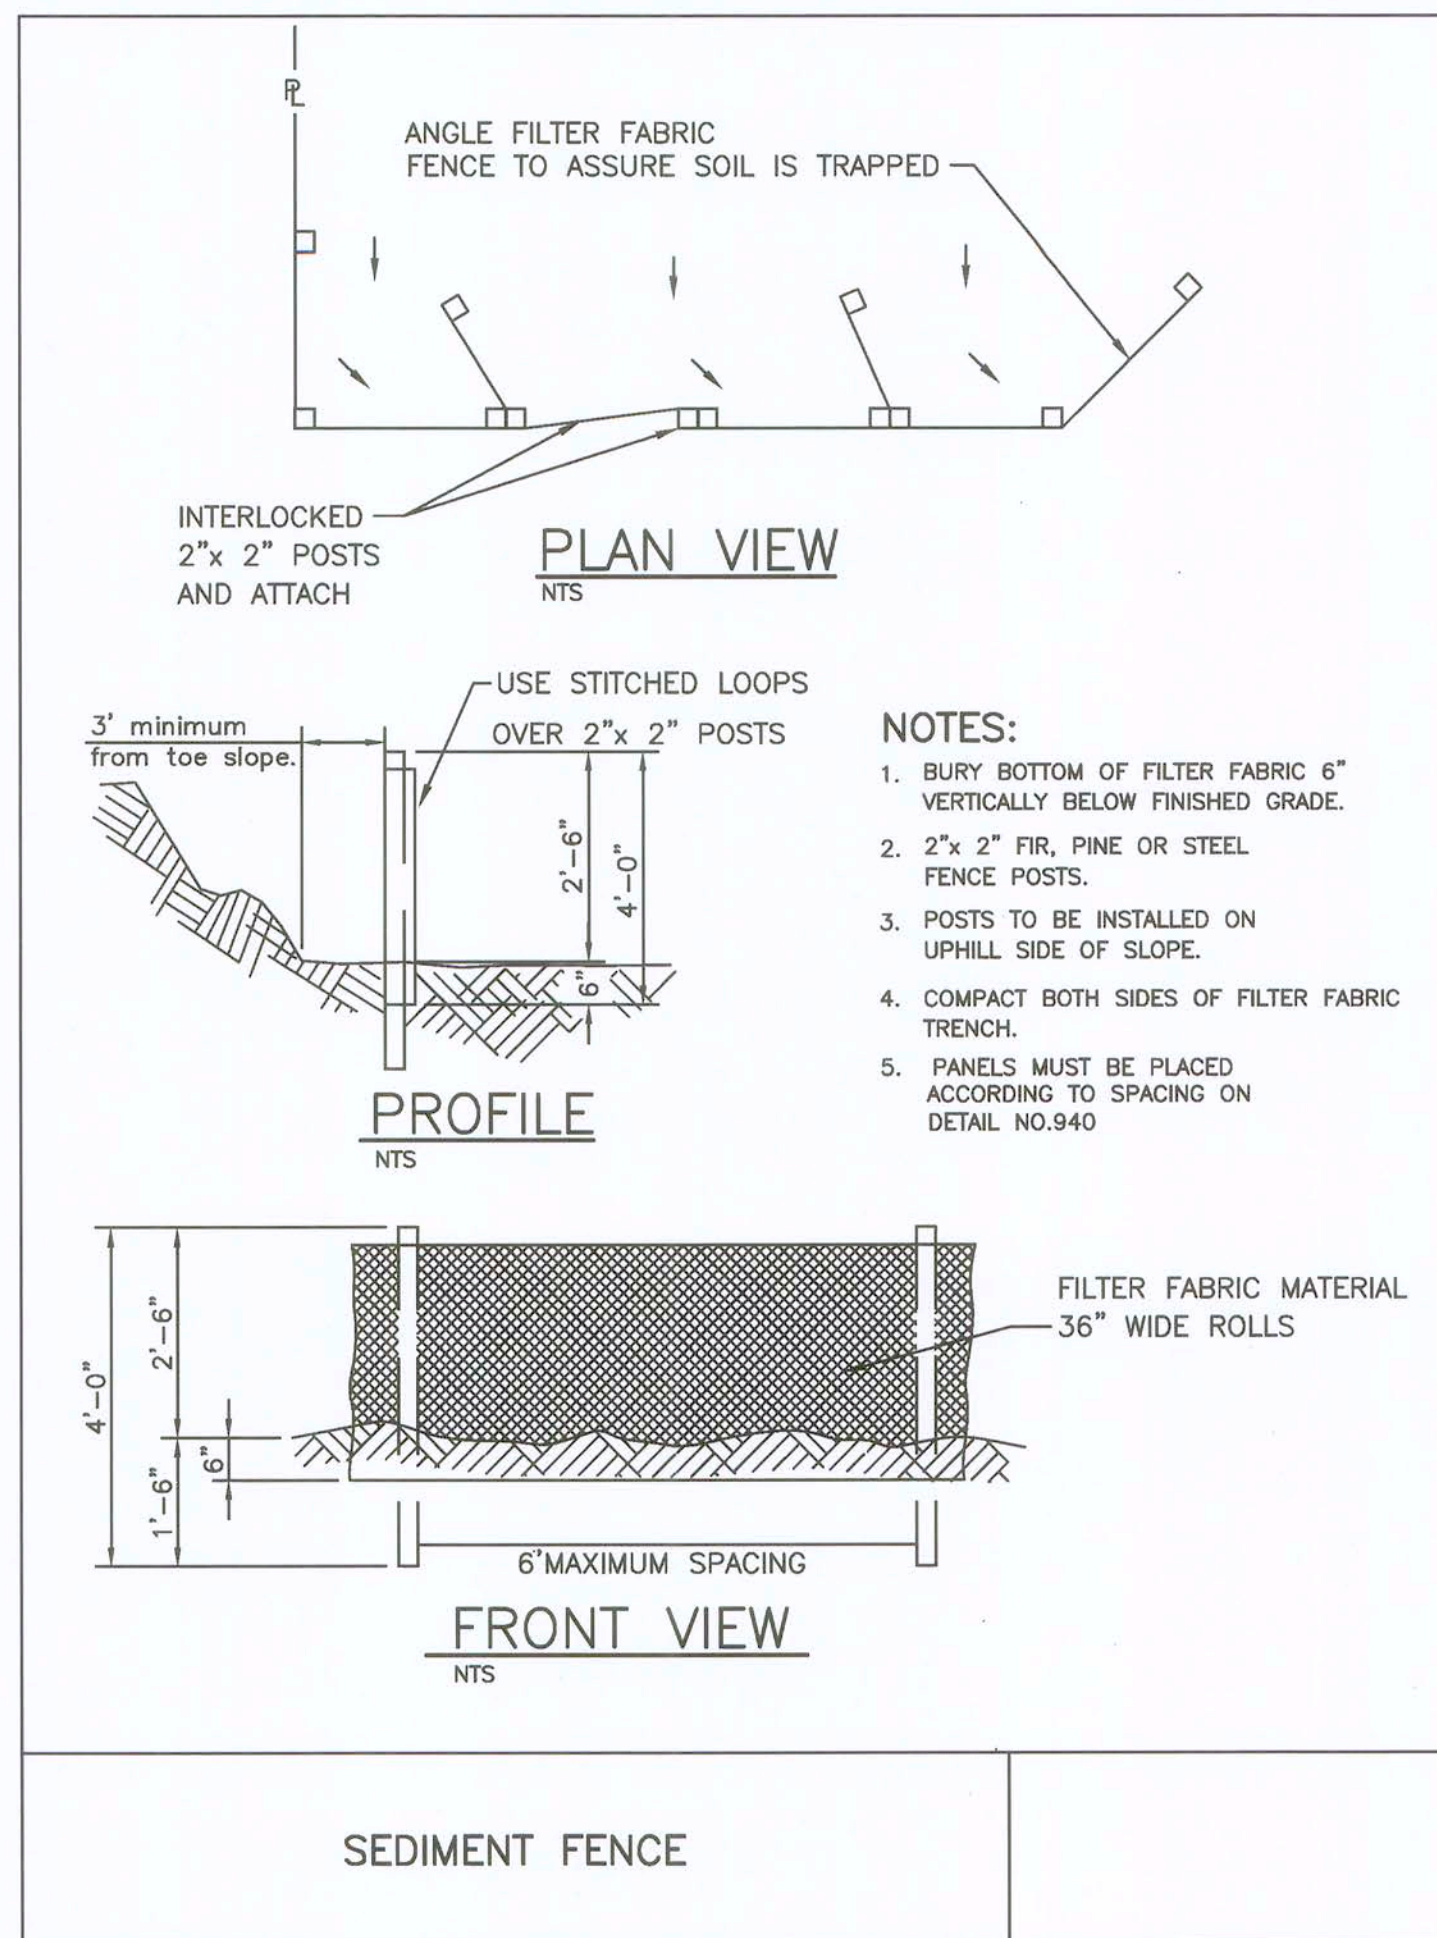 PL
ANGLE FILTER FABRIC
FENCE TO ASSURE SOIL IS TRAPPED
INTERLOCKED
2"x 2" POSTS
AND ATTACH
PLAN VIEW
NTS
USE STITCHED LOOPS
OVER 2"x 2" POSTS
3' minimum
from toe slope.
2'-6"
4'-0"
6"
PROFILE
NTS
NOTES:
1. BURY BOTTOM OF FILTER FABRIC 6"
VERTICALLY BELOW FINISHED GRADE.
2. 2"x 2" FIR, PINE OR STEEL
FENCE POSTS.
3. POSTS TO BE INSTALLED ON
UPHILL SIDE OF SLOPE.
4. COMPACT BOTH SIDES OF FILTER FABRIC
TRENCH.
5. PANELS MUST BE PLACED
ACCORDING TO SPACING ON
DETAIL NO.940
4'-0"
2'-6"
1'-6"
6"
FILTER FABRIC MATERIAL
36" WIDE ROLLS
6'MAXIMUM SPACING
FRONT VIEW
NTS
SEDIMENT FENCE